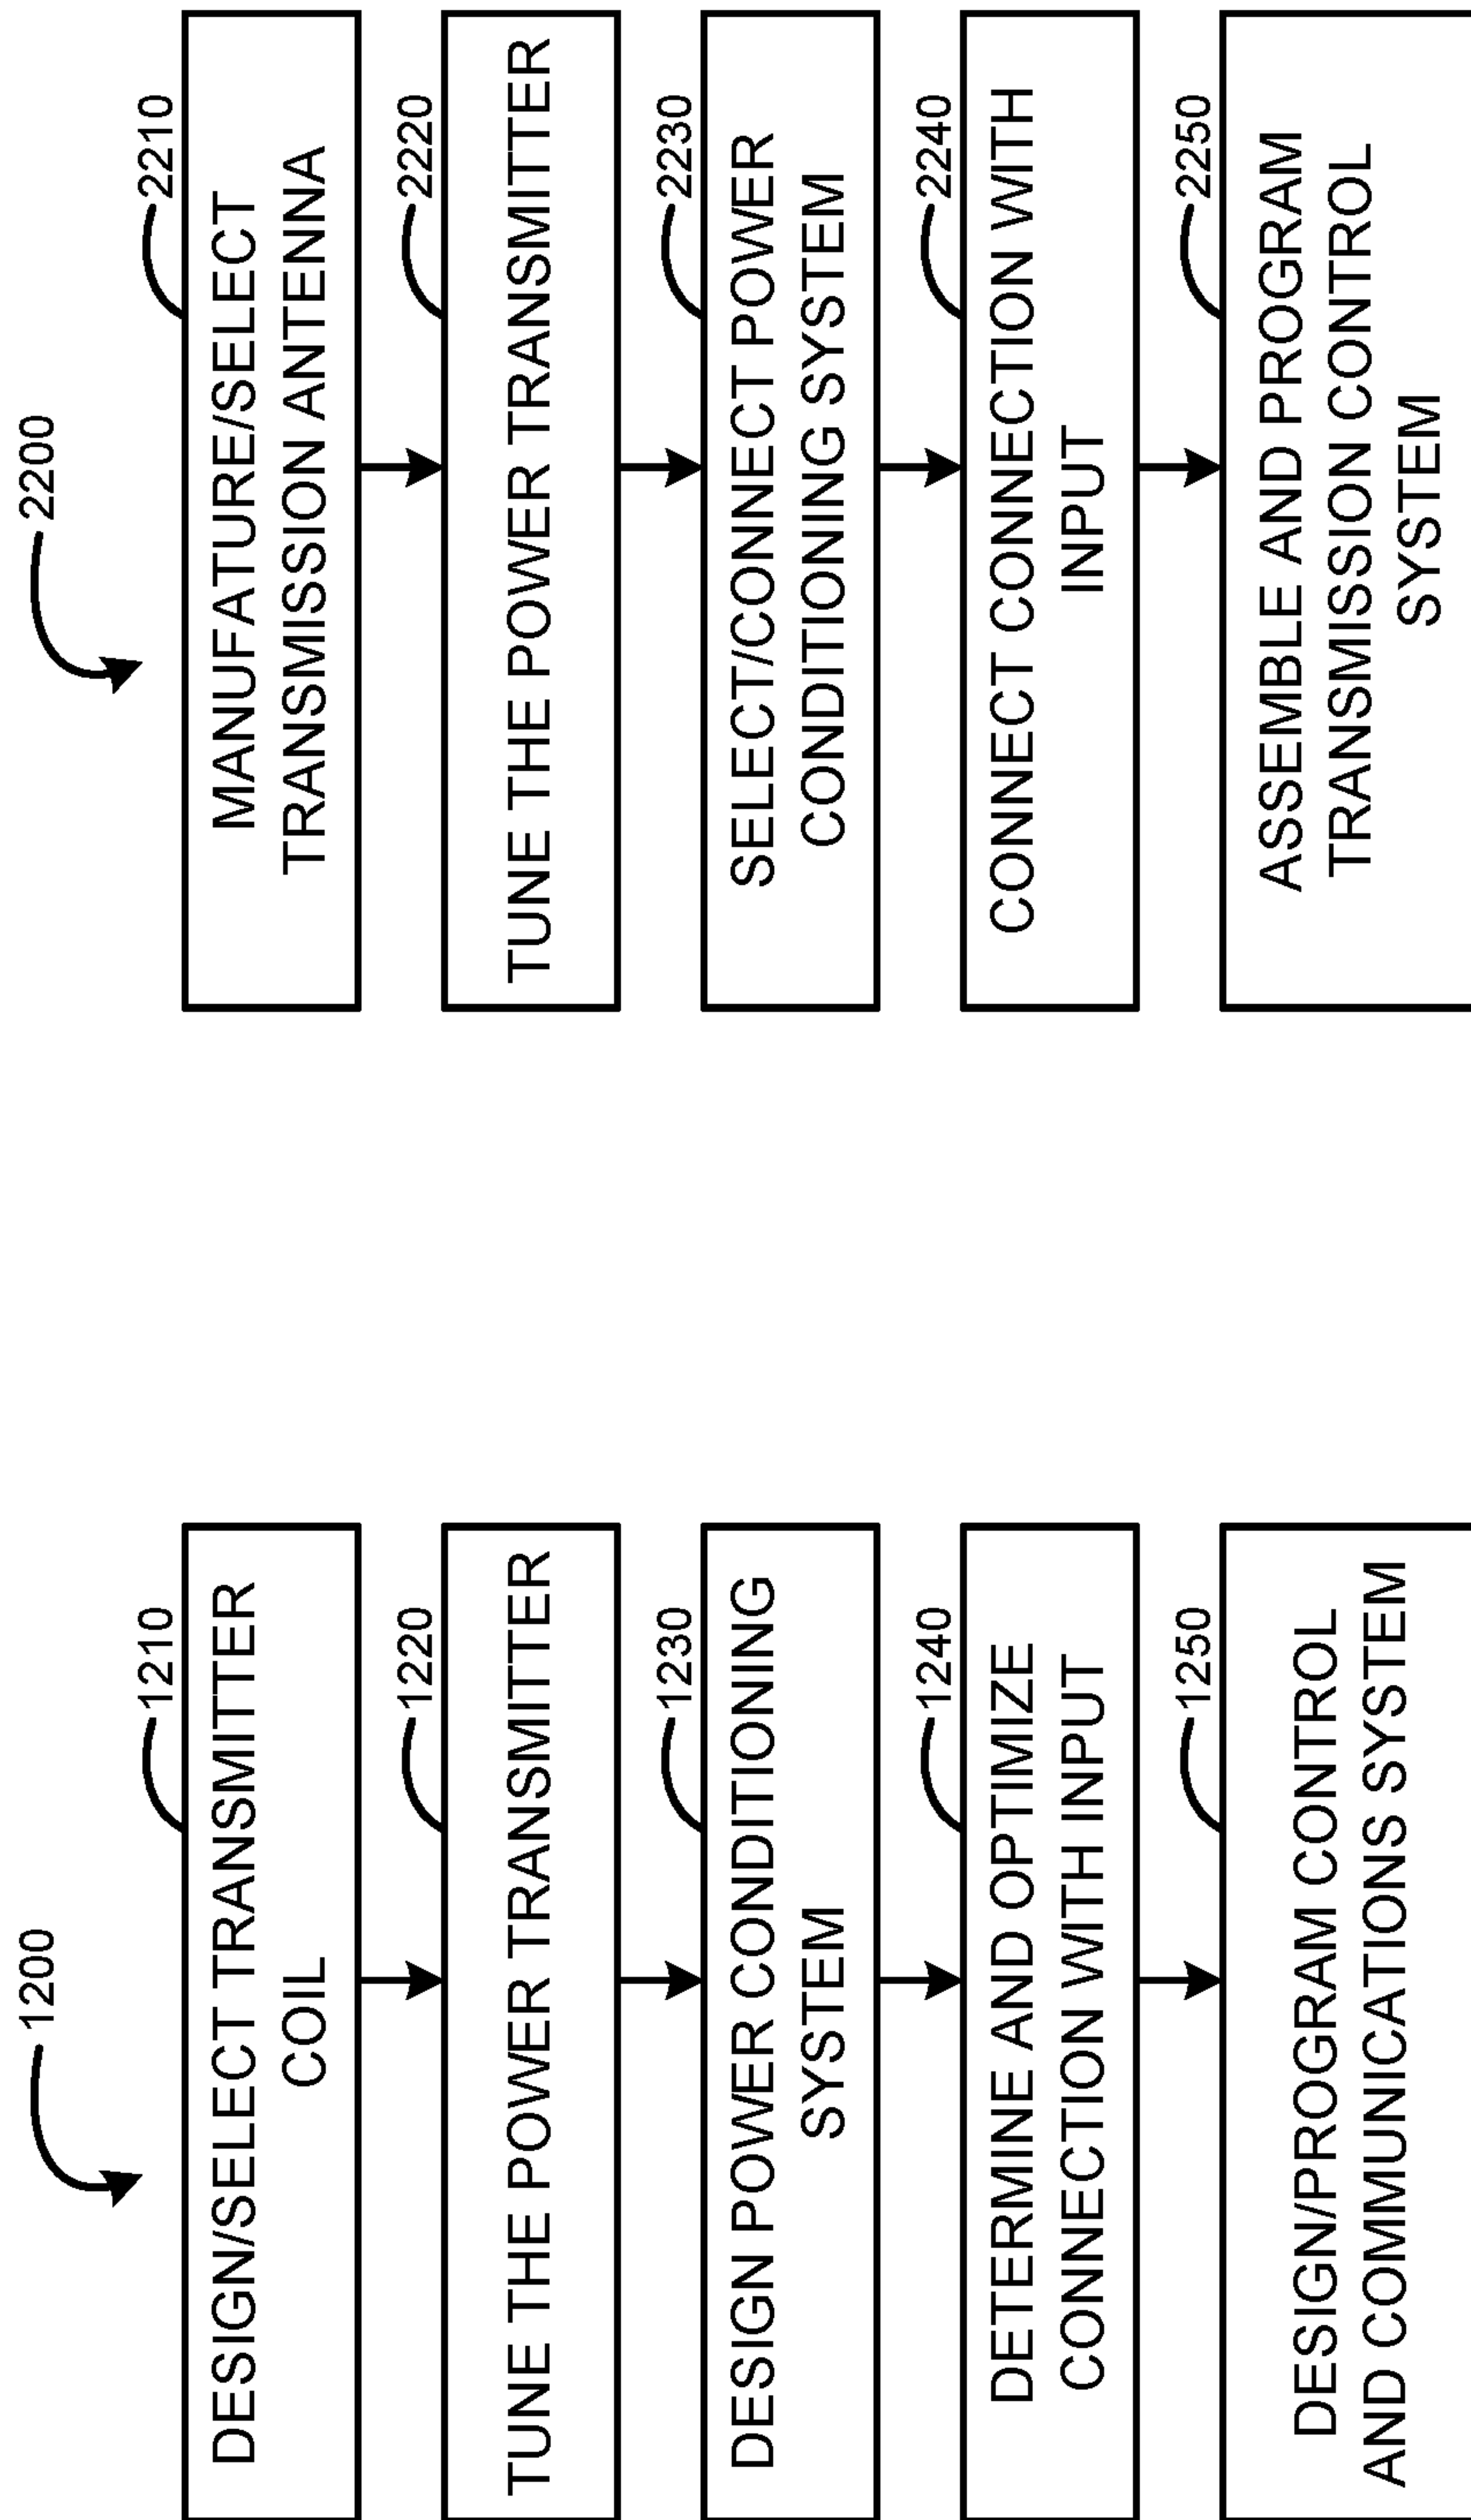 1200
1210
DESIGN/SELECT TRANSMITTER
COIL
1220
TUNE THE POWER TRANSMITTER
1230
DESIGN POWER CONDITIONING
SYSTEM
1240
DETERMINE AND OPTIMIZE
CONNECTION WITH INPUT
1250
DESIGN/PROGRAM CONTROL
AND COMMUNICATIONS SYSTEM
2200
2210
MANUFATURE/SELECT
TRANSMISSION ANTENNA
2220
TUNE THE POWER TRANSMITTER
2230
SELECT/CONNECT POWER
CONDITIONING SYSTEM
2240
CONNECT CONNECTION WITH
INPUT
2250
ASSEMBLE AND PROGRAM
TRANSMISSION CONTROL
SYSTEM